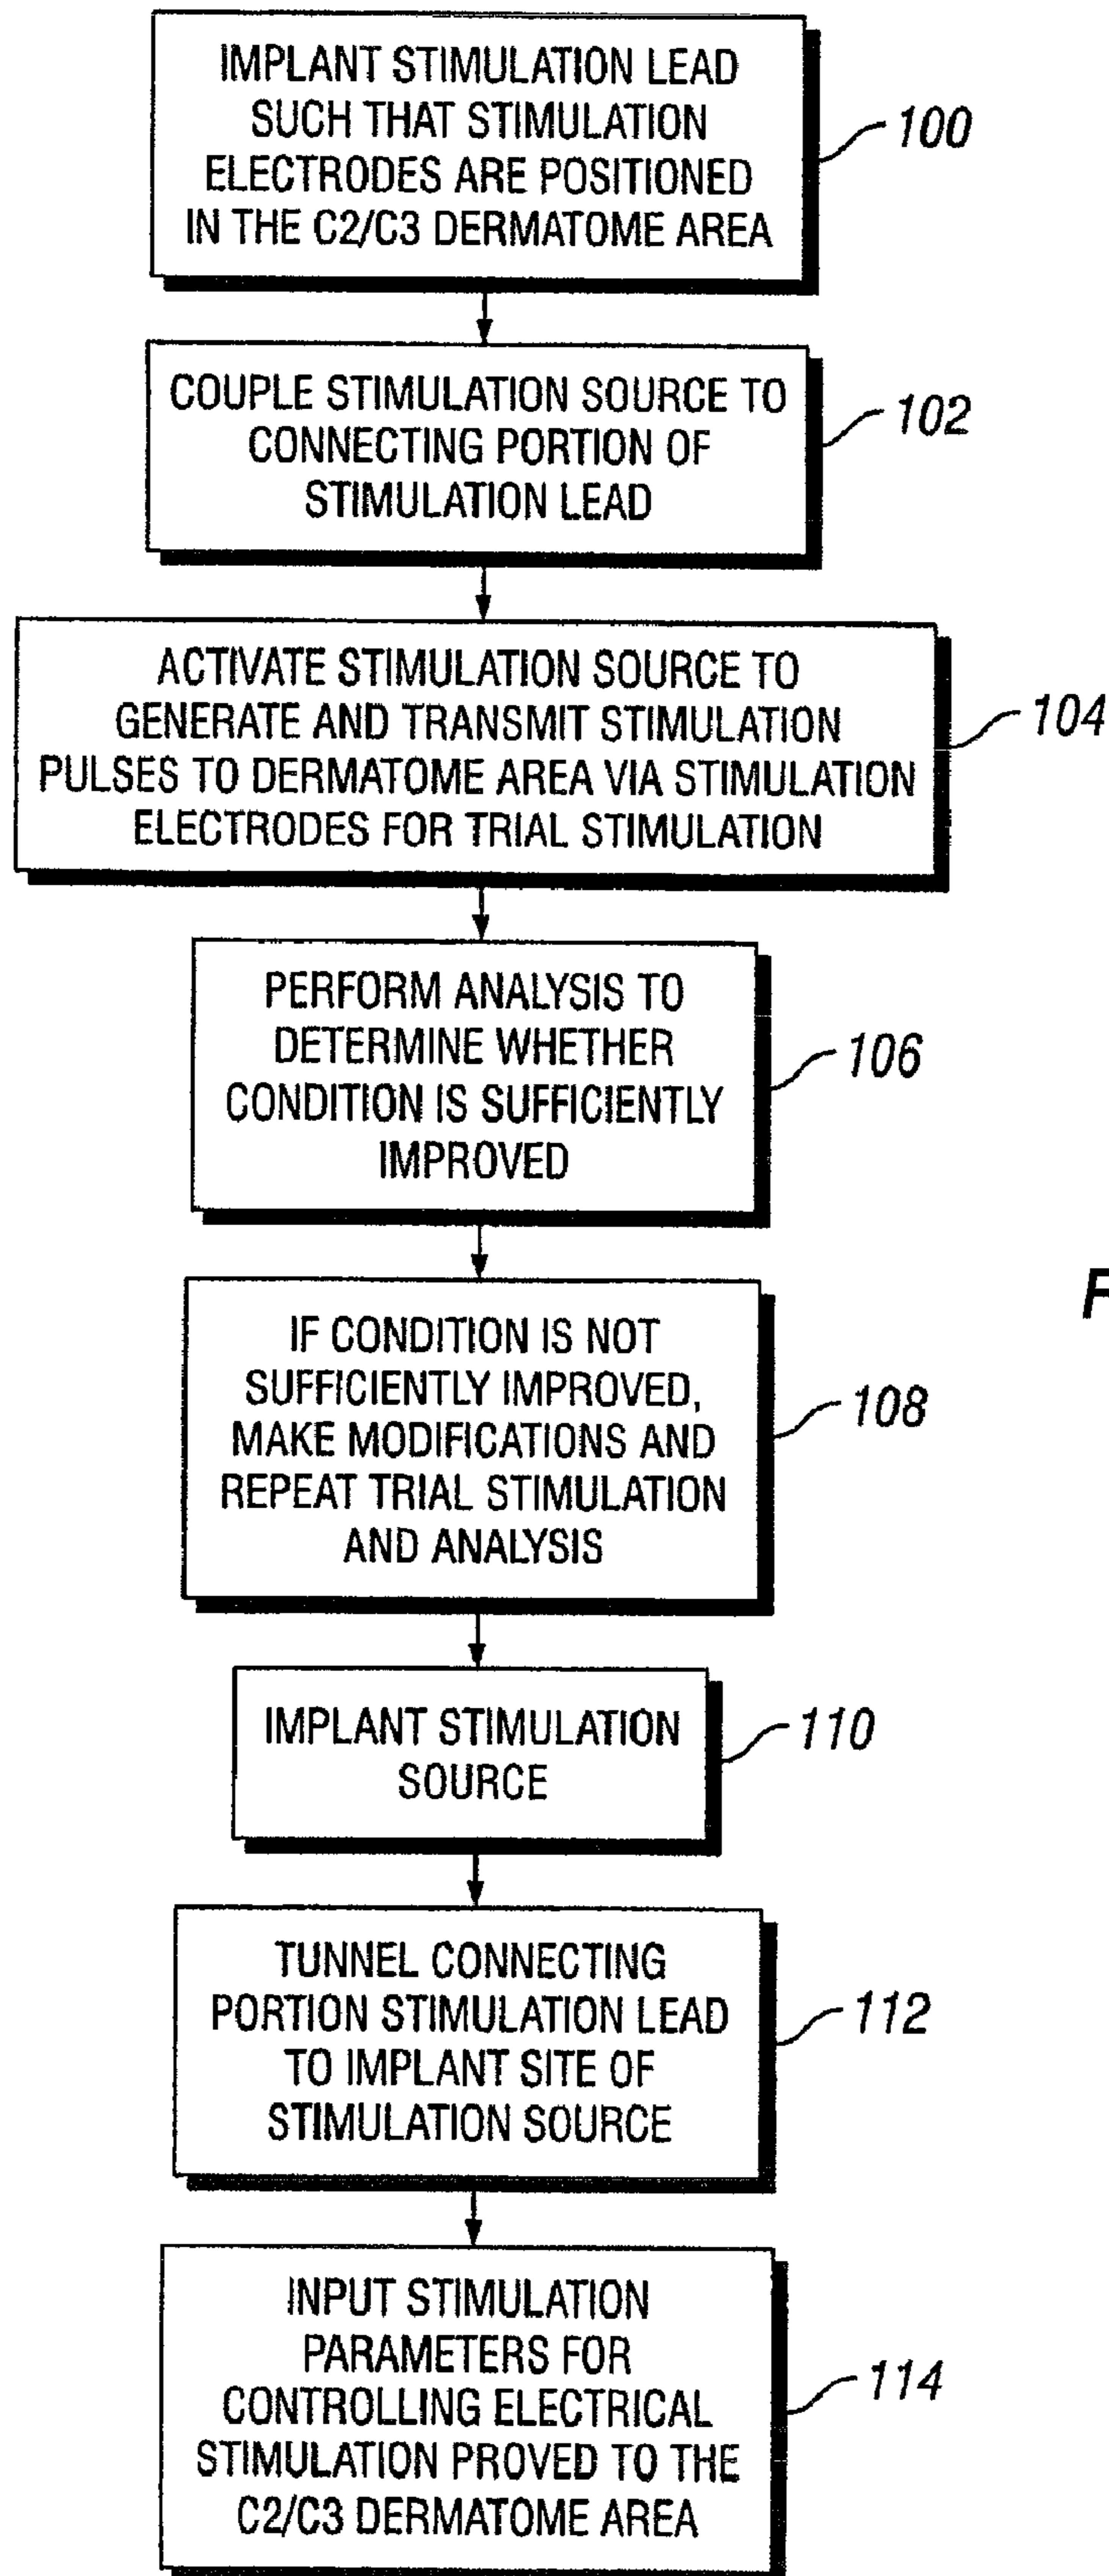 IMPLANT STIMULATION LEAD
SUCH THAT STIMULATION
ELECTRODES ARE POSITIONED
IN THE C2/C3 DERMATOME AREA
100
COUPLE STIMULATION SOURCE TO
CONNECTING PORTION OF
STIMULATION LEAD
102
ACTIVATE STIMULATION SOURCE TO
GENERATE AND TRANSMIT STIMULATION
PULSES TO DERMATOME AREA VIA STIMULATION
ELECTRODES FOR TRIAL STIMULATION
104
PERFORM ANALYSIS TO
DETERMINE WHETHER
CONDITION IS SUFFICIENTLY
IMPROVED
106
F
IF CONDITION IS NOT
SUFFICIENTLY IMPROVED,
MAKE MODIFICATIONS AND
REPEAT TRIAL STIMULATION
AND ANALYSIS
108
IMPLANT STIMULATION
SOURCE
110
TUNNEL CONNECTING
PORTION STIMULATION LEAD
TO IMPLANT SITE OF
STIMULATION SOURCE
112
INPUT STIMULATION
PARAMETERS FOR
CONTROLLING ELECTRICAL
STIMULATION PROVED TO THE
C2/C3 DERMATOME AREA
114